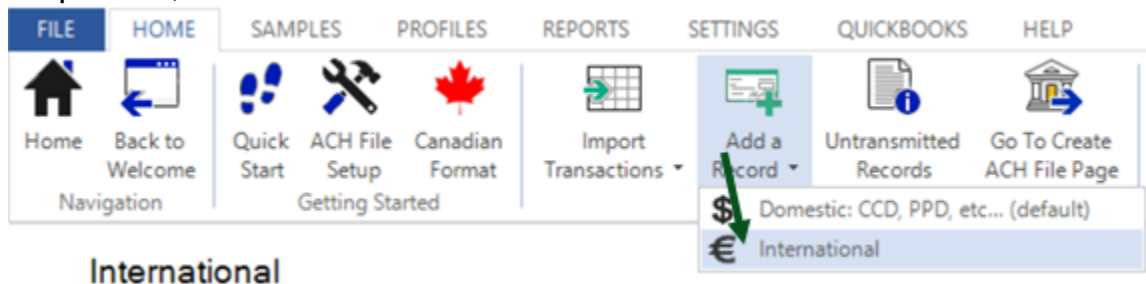 FILE HOME SAMPLES PROFILES REPORTS SETTINGS QUICKBOOKS HELP
Home Back to Quick ACH File Canadian Import Add a Untransmitted Go To Create
Welcome Start Setup Format Transactions Record Records ACH File Page
Navigation Getting Started
$ Domestic: CCD, PPD, etc... (default)
€ International
International